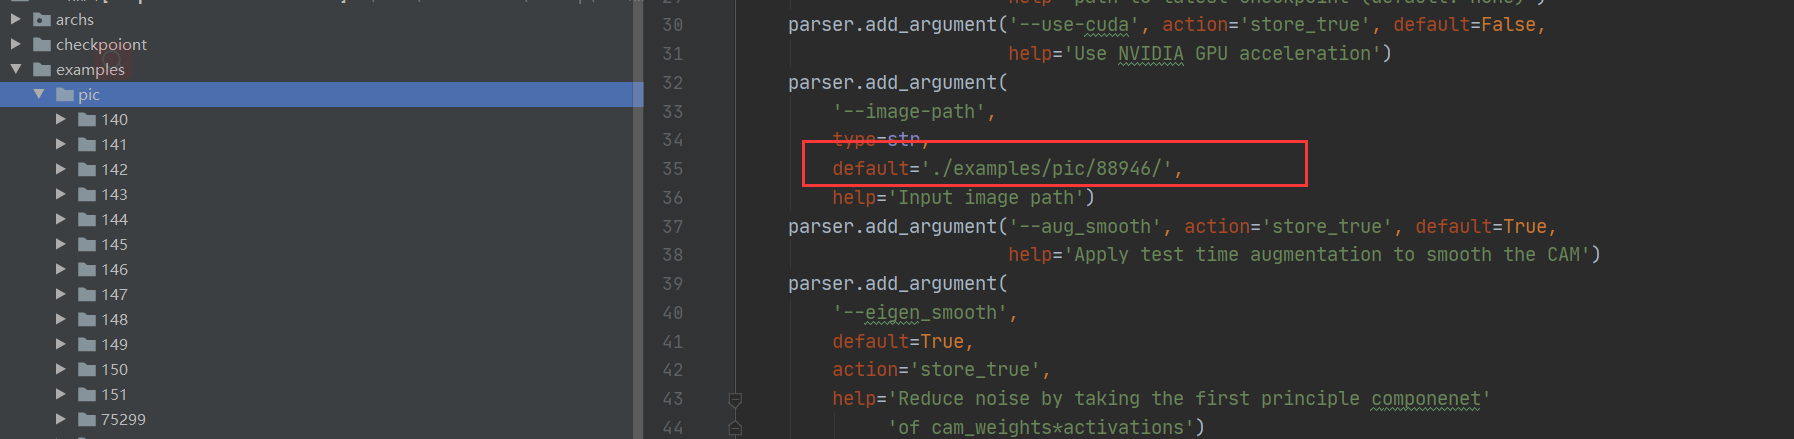 archs
checkpoiont
examples
pic
140
141
142
143
144
145
146
147
148
149
150
151
75299
30 parser.add_argument('--use-cuda', action='store_true', default=False,
31 help='Use NVIDIA GPU acceleration')
32 parser.add_argument(
33 '--image-path',
34 type=str,
35 default='./examples/pic/88946/',
36 help='Input image path')
37 parser.add_argument('--aug_smooth', action='store_true', default=True,
38 help='Apply test time augmentation to smooth the CAM')
39 parser.add_argument(
40 '--eigen_smooth',
41 default=True,
42 action='store_true',
43 help='Reduce noise by taking the first principle componenet'
44 'of cam_weights*activations')